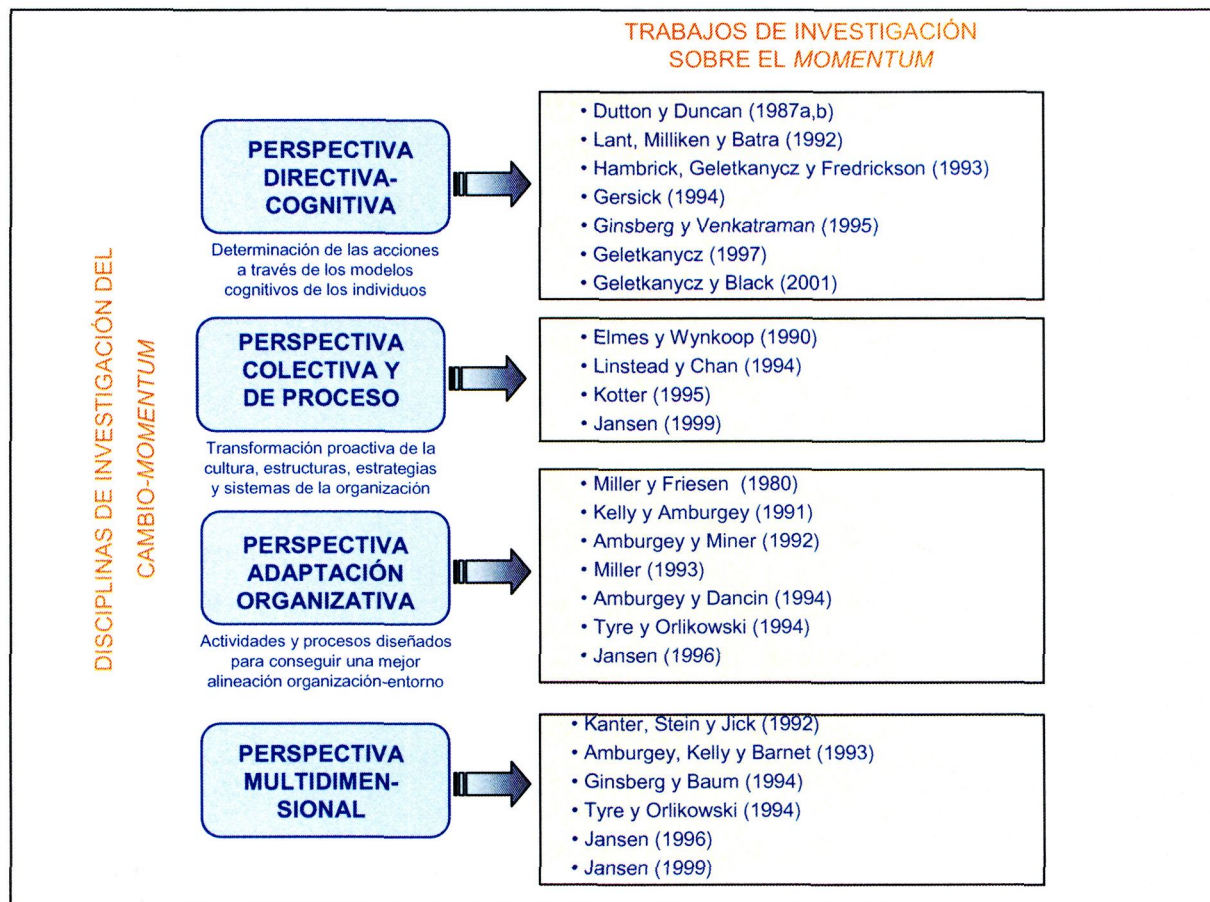 TRABAJOS DE INVESTIGACIÓN
SOBRE EL MOMENTUM
DISCIPLINAS DE INVESTIGACIÓN DEL
CAMBIO-MOMENTUM
PERSPECTIVA
DIRECTIVA-
COGNITIVA
Determinación de las acciones
a través de los modelos
cognitivos de los individuos
• Dutton y Duncan (1987a,b)
• Lant, Milliken y Batra (1992)
• Hambrick, Geletkanycz y Fredrickson (1993)
• Gersick (1994)
• Ginsberg y Venkatraman (1995)
• Geletkanycz (1997)
• Geletkanycz y Black (2001)
PERSPECTIVA
COLECTIVA Y
DE PROCESO
Transformación proactiva de la
cultura, estructuras, estrategias
y sistemas de la organización
• Elmes y Wynkoop (1990)
• Linstead y Chan (1994)
• Kotter (1995)
• Jansen (1999)
PERSPECTIVA
ADAPTACIÓN
ORGANIZATIVA
Actividades y procesos diseñados
para conseguir una mejor
alineación organización-entorno
• Miller y Friesen (1980)
• Kelly y Amburgey (1991)
• Amburgey y Miner (1992)
• Miller (1993)
• Amburgey y Dancin (1994)
• Tyre y Orlikowski (1994)
• Jansen (1996)
PERSPECTIVA
MULTIDIMEN-
SIONAL
• Kanter, Stein y Jick (1992)
• Amburgey, Kelly y Barnet (1993)
• Ginsberg y Baum (1994)
• Tyre y Orlikowski (1994)
• Jansen (1996)
• Jansen (1999)